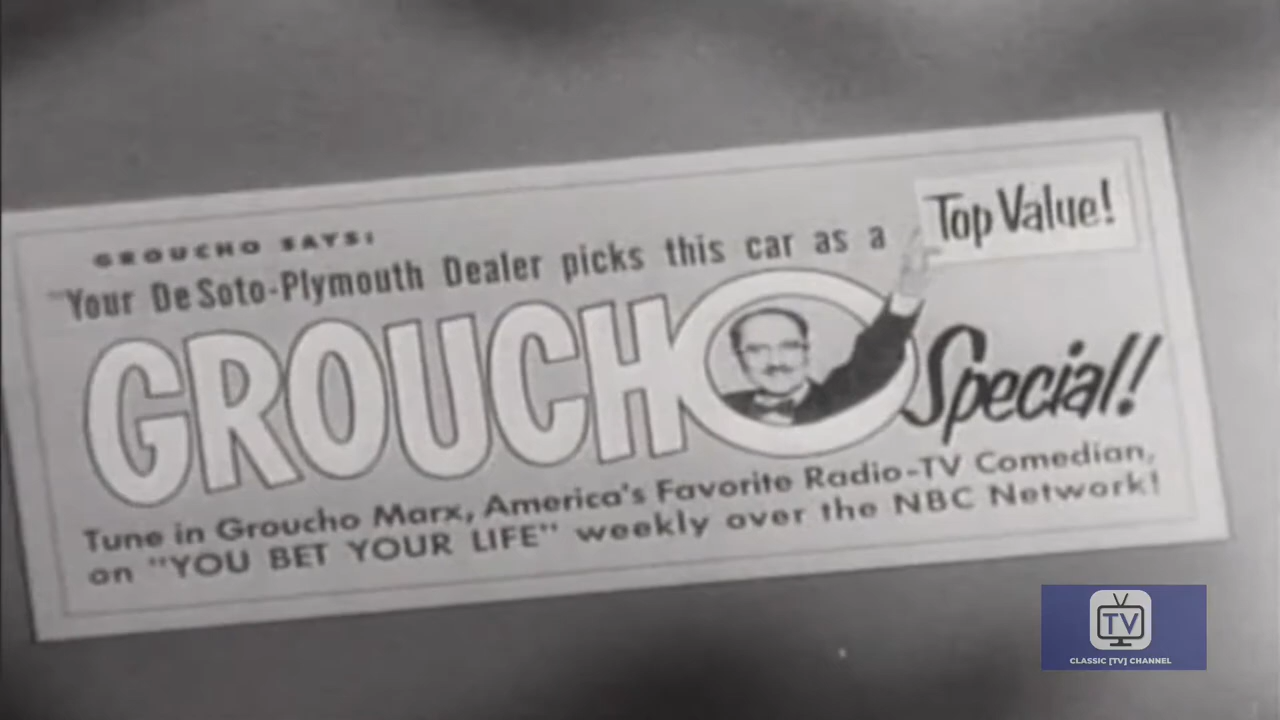 GROUCHO SAYS:
"Your De Soto-Plymouth Dealer picks this car as a
Top Value!
GROUCHO
Special!
Tune in Groucho Marx, America's Favorite Radio-TV Comedian,
on "YOU BET YOUR LIFE" weekly over the NBC Network!
TV
CLASSIC [TV] CHANNEL